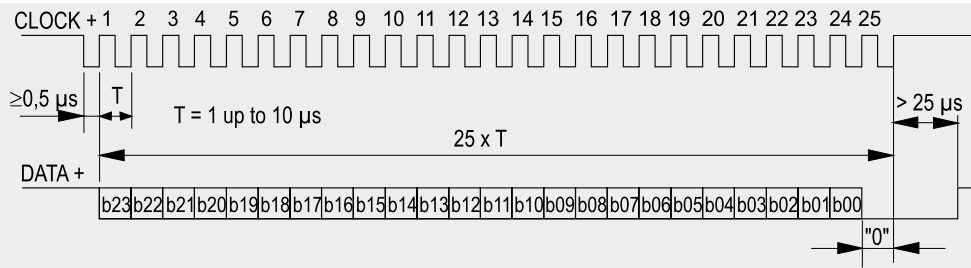 CLOCK + 1 2 3 4 5 6 7 8 9 10 11 12 13 14 15 16 17 18 19 20 21 22 23 24 25
≥0,5 µs
T
T = 1 up to 10 µs
> 25 µs
25 x T
DATA +
b23 b22 b21 b20 b19 b18 b17 b16 b15 b14 b13 b12 b11 b10 b09 b08 b07 b06 b05 b04 b03 b02 b01 b00
"0"